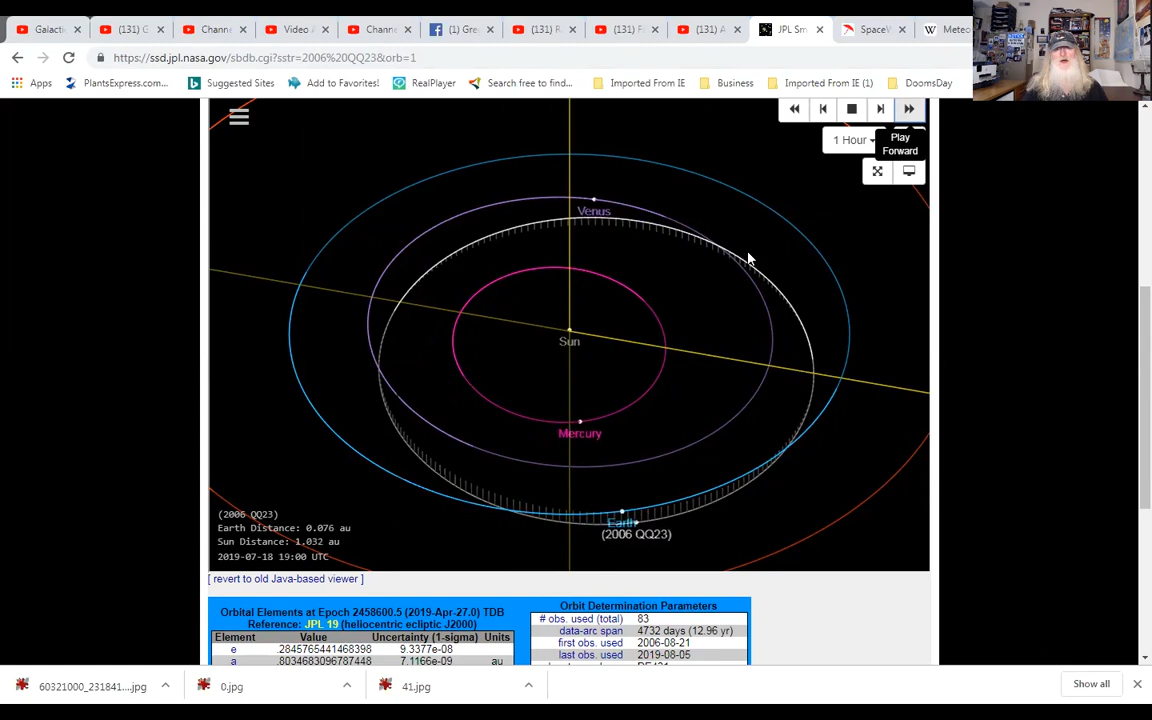 Galacti
(131) G
Channe
Video A
Channe
(1) Gre
(131) R
(131) F
(131) A
JPL Sm
SpaceW
W Meteo
https://ssd.jpl.nasa.gov/sbdb.cgi?sstr=2006%20QQ23&orb=1
Apps
PlantsExpress.com...
Suggested Sites
Add to Favorites!
RealPlayer
Search free to find...
Imported From IE
Business
Imported From IE (1)
DoomsDay
1 Hour
Play
Forward
Venus
Sun
Mercury
Earth
(2006 QQ23)
(2006 QQ23)
Earth Distance: 0.076 au
Sun Distance: 1.032 au
2019-07-18 19:00 UTC
[ revert to old Java-based viewer ]
Orbital Elements at Epoch 2458600.5 (2019-Apr-27.0) TDB
Reference: JPL 19 (heliocentric ecliptic J2000)
Element Value Uncertainty (1-sigma) Units
e .2845765441468398 9.3377e-08
a .8034683096787448 7.1166e-09 au
Orbit Determination Parameters
# obs. used (total) 83
data-arc span 4732 days (12.96 yr)
first obs. used 2006-08-21
last obs. used 2019-08-05
60321000_231841....jpg
0.jpg
41.jpg
Show all